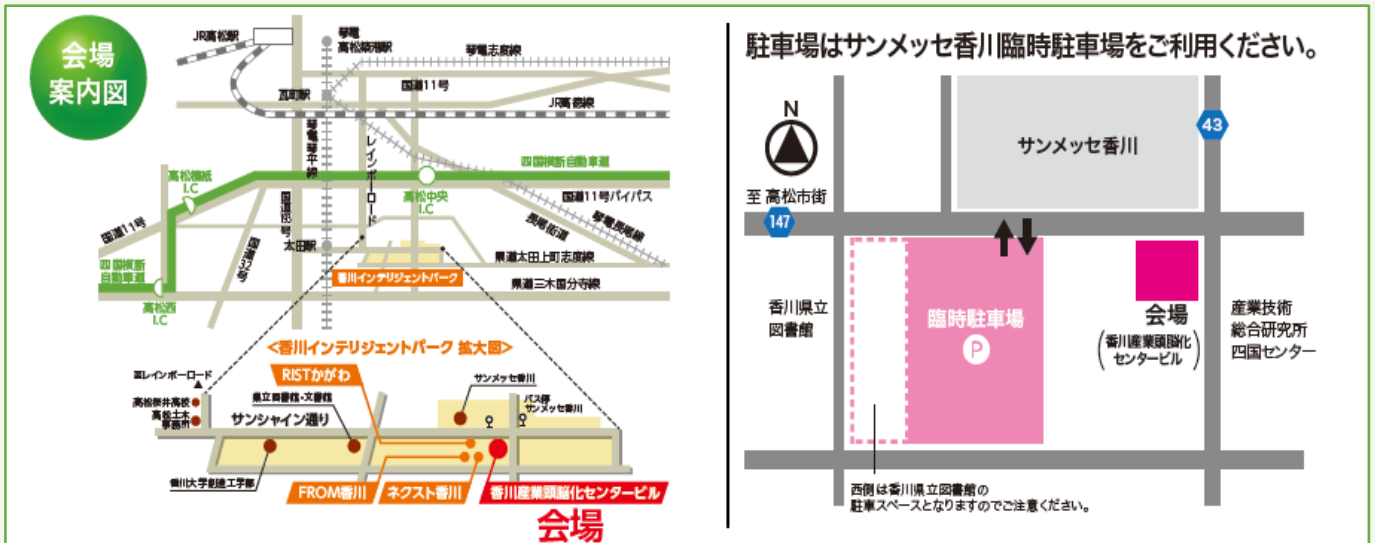 会場
案内図
JR高松駅
琴電
高松築港駅
琴電志度線
国道11号
瓦町駅
JR高徳線
琴電琴平線
レインボーロード
四国横断自動車道
高松檀紙
I.C
高松中央
I.C
国道11号バイパス
国道11号
国道193号
長尾街道
琴電長尾線
太田駅
国道32号
県道太田上町志度線
四国横断
自動車道
香川インテリジェントパーク
県道三木国分寺線
高松西
I.C
<香川インテリジェントパーク 拡大図>
RISTかがわ
至レインボーロード
サンメッセ香川
高松桜井高校
県立図書館・文書館
バス停
サンメッセ香川
高松土木
事務所
サンシャイン通り
香川大学創造工学部
FROM香川
ネクスト香川
香川産業頭脳化センタービル
会場
駐車場はサンメッセ香川臨時駐車場をご利用ください。
N
サンメッセ香川
43
至 高松市街
147
香川県立
図書館
臨時駐車場
P
会場
(香川産業頭脳化
センタービル)
産業技術
総合研究所
四国センター
西側は香川県立図書館の
駐車スペースとなりますのでご注意ください。